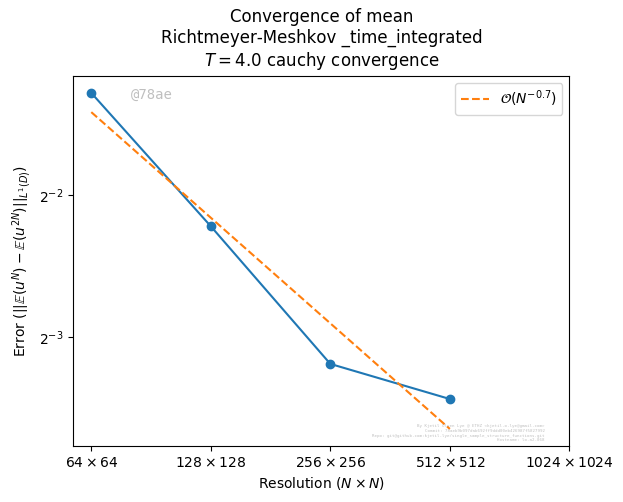 Convergence of mean
Richtmeyer-Meshkov _time_integrated
T = 4.0 cauchy convergence
@78ae
𝒪(N^{-0.7})
2^{-2}
2^{-3}
Error (||𝔼(u^N) − 𝔼(u^{2N})||_{L^1(D)})
64 × 64
128 × 128
256 × 256
512 × 512
1024 × 1024
Resolution (N × N)